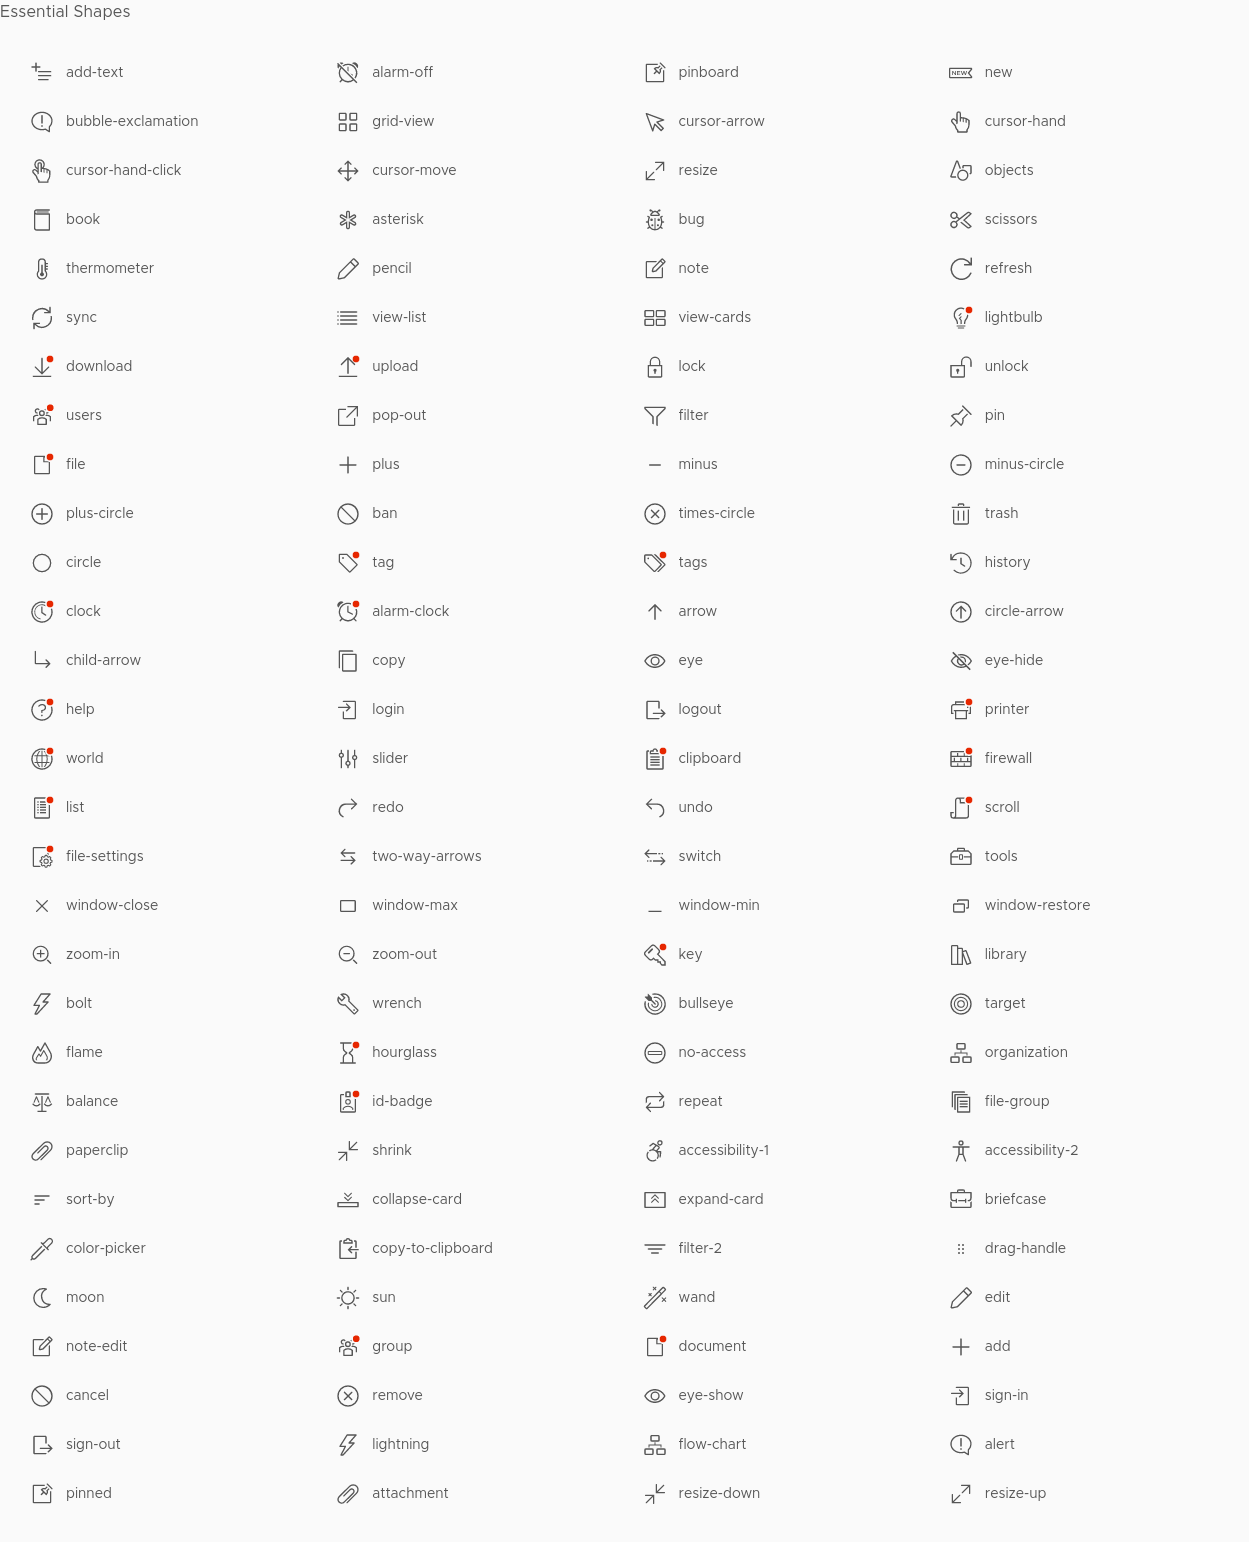 Essential Shapes
add-text alarm-off pinboard NEW new
bubble-exclamation grid-view cursor-arrow cursor-hand
cursor-hand-click cursor-move resize objects
book asterisk bug scissors
thermometer pencil note refresh
sync view-list view-cards lightbulb
download upload lock unlock
users pop-out filter pin
file plus minus minus-circle
plus-circle ban times-circle trash
circle tag tags history
clock alarm-clock arrow circle-arrow
child-arrow copy eye eye-hide
help login logout printer
world slider clipboard firewall
list redo undo scroll
file-settings two-way-arrows switch tools
window-close window-max window-min window-restore
zoom-in zoom-out key library
bolt wrench bullseye target
flame hourglass no-access organization
balance id-badge repeat file-group
paperclip shrink accessibility-1 accessibility-2
sort-by collapse-card expand-card briefcase
color-picker copy-to-clipboard filter-2 drag-handle
moon sun wand edit
note-edit group document add
cancel remove eye-show sign-in
sign-out lightning flow-chart alert
pinned attachment resize-down resize-up